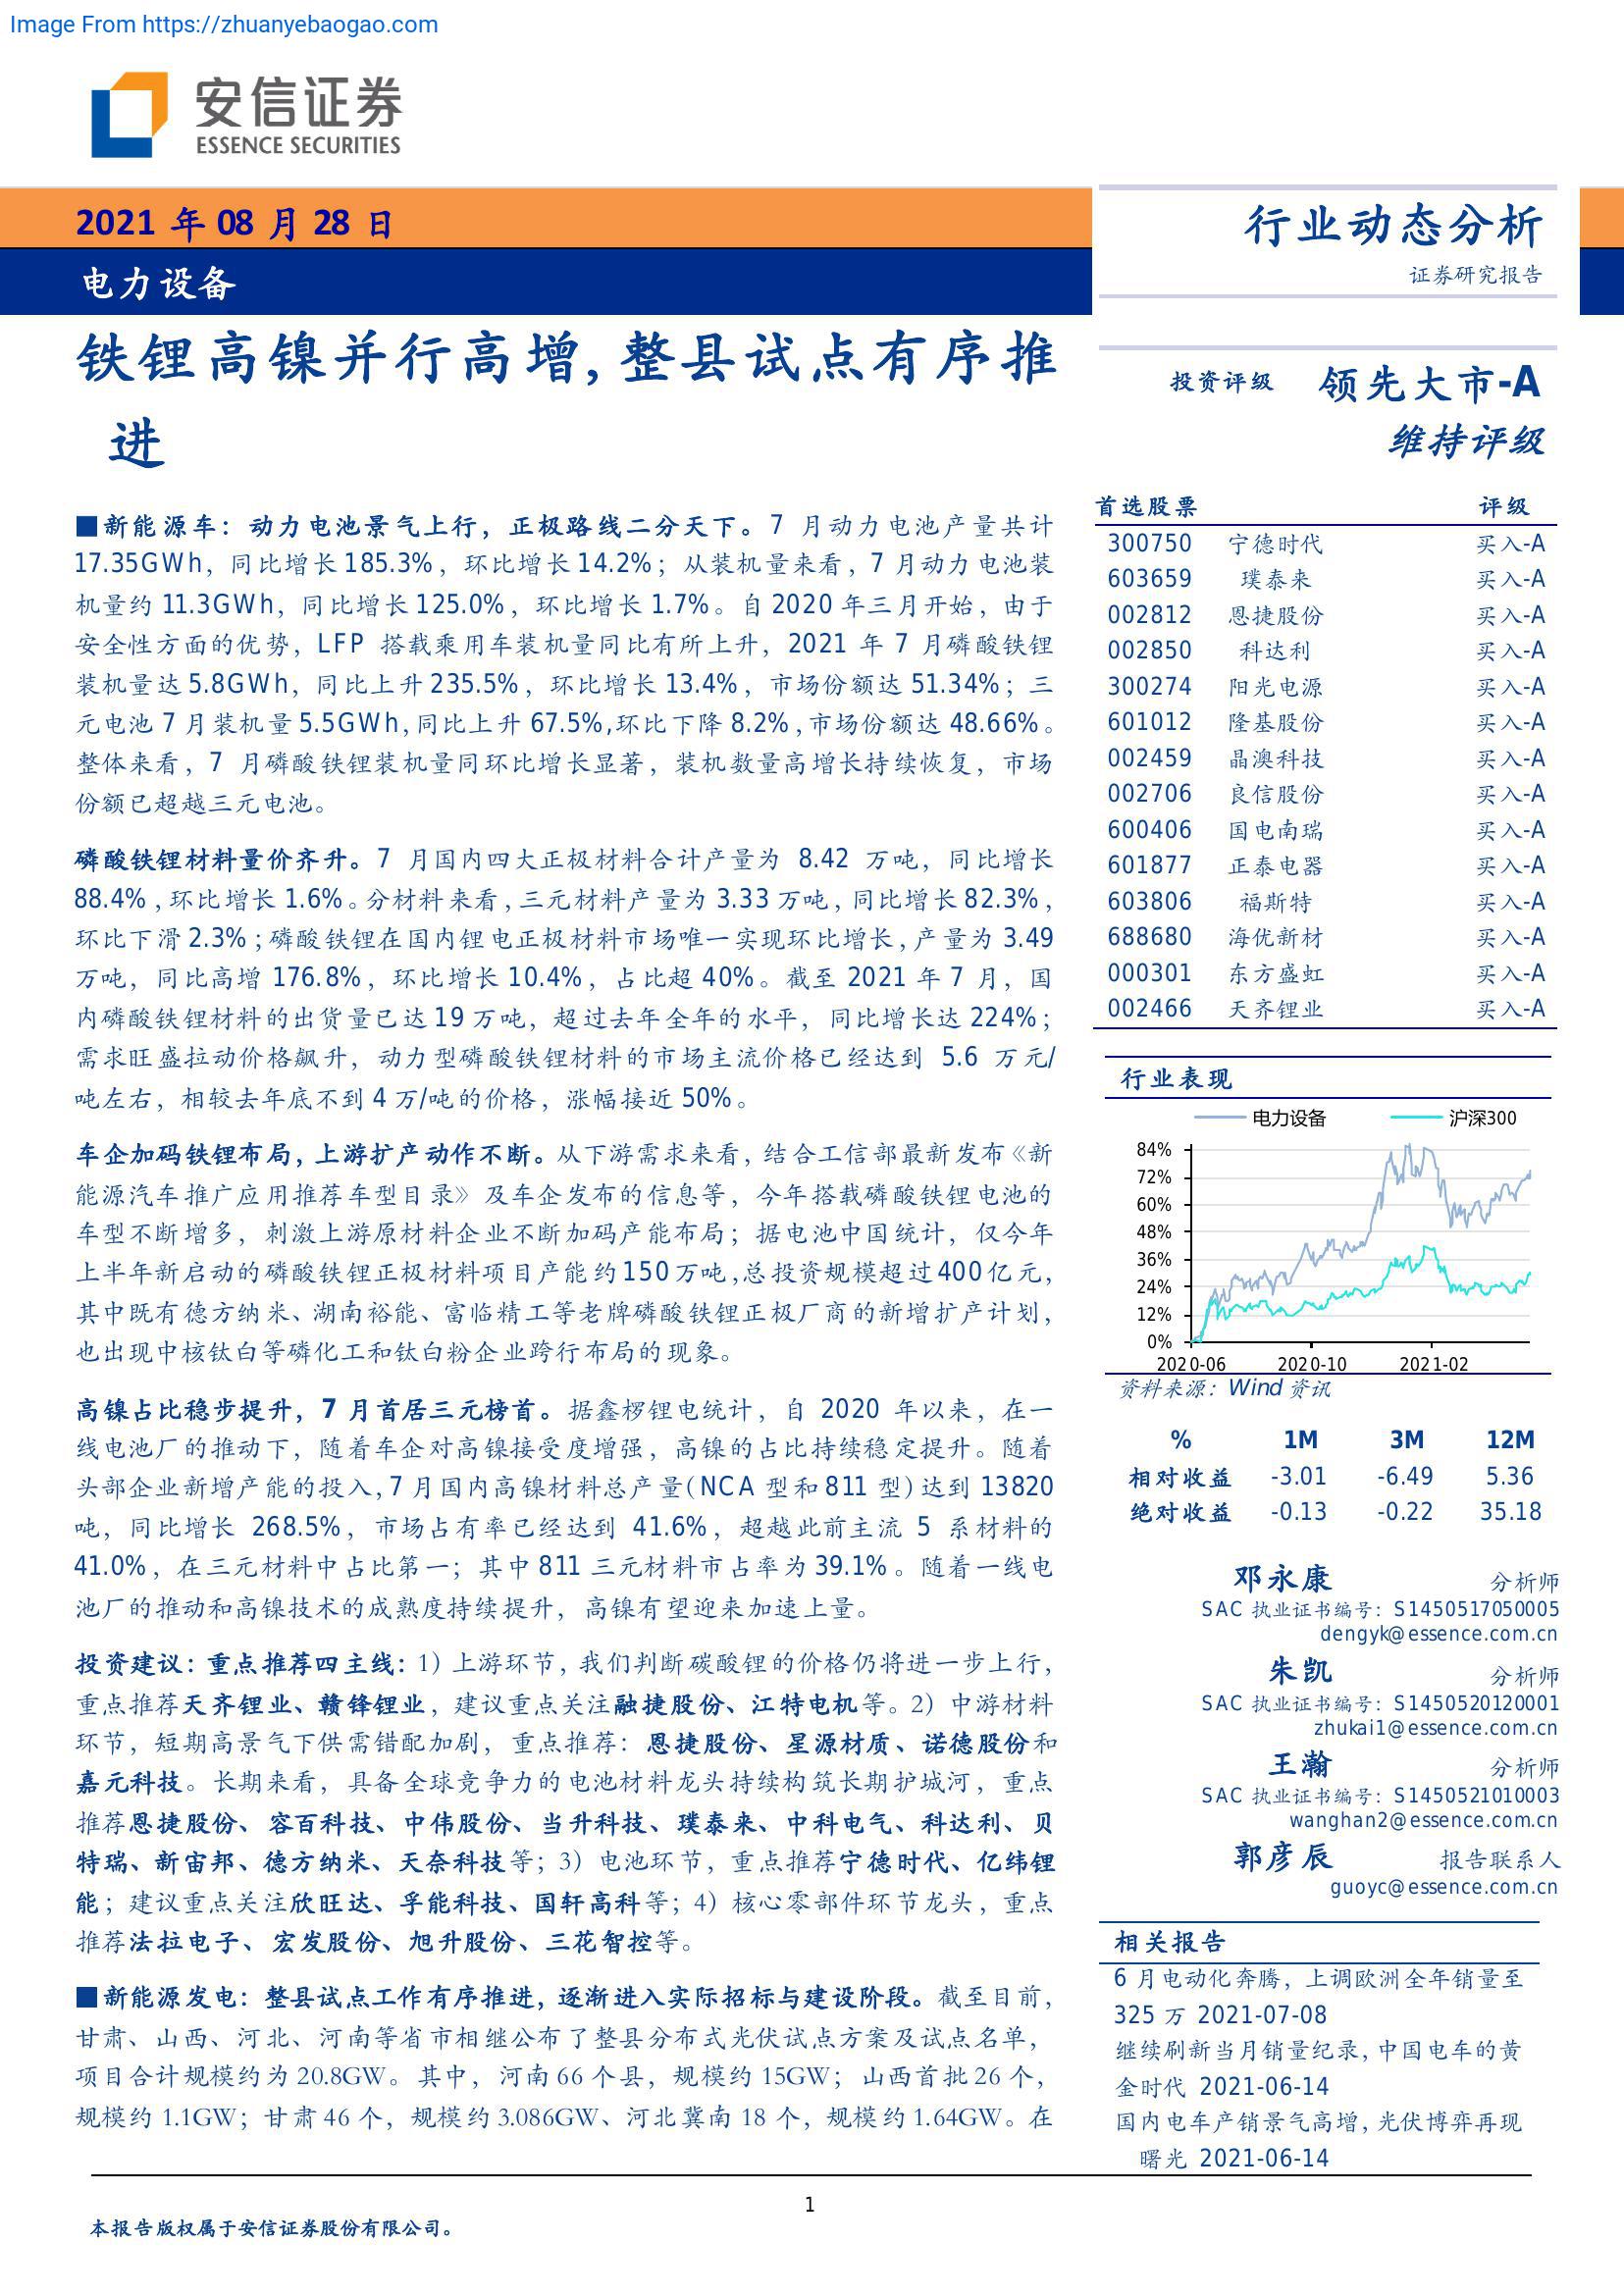 Image From https://zhuanyebaogao.com
安信证券
ESSENCE SECURITIES
2021 年 08 月 28 日
电力设备
行业动态分析
证券研究报告
铁锂高镍并行高增,整县试点有序推
进
■新能源车：动力电池景气上行，正极路线二分天下。7 月动力电池产量共计
17.35GWh，同比增长 185.3%，环比增长 14.2%；从装机量来看，7 月动力电池装
机量约 11.3GWh，同比增长 125.0%，环比增长 1.7%。自 2020 年三月开始，由于
安全性方面的优势，LFP 搭载乘用车装机量同比有所上升，2021 年 7 月磷酸铁锂
装机量达 5.8GWh，同比上升 235.5%，环比增长 13.4%，市场份额达 51.34%；三
元电池 7 月装机量 5.5GWh,同比上升 67.5%,环比下降 8.2%,市场份额达 48.66%。
整体来看，7 月磷酸铁锂装机量同环比增长显著，装机数量高增长持续恢复，市场
份额已超越三元电池。
磷酸铁锂材料量价齐升。7 月国内四大正极材料合计产量为 8.42 万吨，同比增长
88.4%,环比增长 1.6%。分材料来看,三元材料产量为 3.33 万吨,同比增长 82.3%,
环比下滑 2.3%;磷酸铁锂在国内锂电正极材料市场唯一实现环比增长,产量为 3.49
万吨，同比高增 176.8%，环比增长 10.4%，占比超 40%。截至 2021 年 7 月，国
内磷酸铁锂材料的出货量已达 19 万吨，超过去年全年的水平，同比增长达 224%；
需求旺盛拉动价格飙升，动力型磷酸铁锂材料的市场主流价格已经达到 5.6 万元/
吨左右，相较去年底不到 4 万/吨的价格，涨幅接近 50%。
车企加码铁锂布局，上游扩产动作不断。从下游需求来看，结合工信部最新发布《新
能源汽车推广应用推荐车型目录》及车企发布的信息等，今年搭载磷酸铁锂电池的
车型不断增多，刺激上游原材料企业不断加码产能布局；据电池中国统计，仅今年
上半年新启动的磷酸铁锂正极材料项目产能约 150 万吨,总投资规模超过 400 亿元，
其中既有德方纳米、湖南裕能、富临精工等老牌磷酸铁锂正极厂商的新增扩产计划，
也出现中核钛白等磷化工和钛白粉企业跨行布局的现象。
高镍占比稳步提升，7 月首居三元榜首。据鑫椤锂电统计，自 2020 年以来，在一
线电池厂的推动下，随着车企对高镍接受度增强，高镍的占比持续稳定提升。随着
头部企业新增产能的投入,7 月国内高镍材料总产量(NCA 型和 811 型)达到 13820
吨，同比增长 268.5%，市场占有率已经达到 41.6%，超越此前主流 5 系材料的
41.0%，在三元材料中占比第一；其中 811 三元材料市占率为 39.1%。随着一线电
池厂的推动和高镍技术的成熟度持续提升，高镍有望迎来加速上量。
投资建议：重点推荐四主线：1）上游环节，我们判断碳酸锂的价格仍将进一步上行，
重点推荐天齐锂业、赣锋锂业，建议重点关注融捷股份、江特电机等。2）中游材料
环节，短期高景气下供需错配加剧，重点推荐：恩捷股份、星源材质、诺德股份和
嘉元科技。长期来看，具备全球竞争力的电池材料龙头持续构筑长期护城河，重点
推荐恩捷股份、容百科技、中伟股份、当升科技、璞泰来、中科电气、科达利、贝
特瑞、新宙邦、德方纳米、天奈科技等；3）电池环节，重点推荐宁德时代、亿纬锂
能；建议重点关注欣旺达、孚能科技、国轩高科等；4）核心零部件环节龙头，重点
推荐法拉电子、宏发股份、旭升股份、三花智控等。
■新能源发电：整县试点工作有序推进，逐渐进入实际招标与建设阶段。截至目前，
甘肃、山西、河北、河南等省市相继公布了整县分布式光伏试点方案及试点名单，
项目合计规模约为 20.8GW。其中，河南 66 个县，规模约 15GW；山西首批 26 个，
规模约 1.1GW；甘肃 46 个，规模约 3.086GW、河北冀南 18 个，规模约 1.64GW。在
投资评级 领先大市-A
维持评级
首选股票 评级
300750 宁德时代 买入-A
603659 璞泰来 买入-A
002812 恩捷股份 买入-A
002850 科达利 买入-A
300274 阳光电源 买入-A
601012 隆基股份 买入-A
002459 晶澳科技 买入-A
002706 良信股份 买入-A
600406 国电南瑞 买入-A
601877 正泰电器 买入-A
603806 福斯特 买入-A
688680 海优新材 买入-A
000301 东方盛虹 买入-A
002466 天齐锂业 买入-A
行业表现
电力设备 沪深300
84%
72%
60%
48%
36%
24%
12%
0%
2020-06 2020-10 2021-02
资料来源：Wind 资讯
% 1M 3M 12M
相对收益 -3.01 -6.49 5.36
绝对收益 -0.13 -0.22 35.18
邓永康 分析师
SAC 执业证书编号：S1450517050005
dengyk@essence.com.cn
朱凯 分析师
SAC 执业证书编号：S1450520120001
zhukai1@essence.com.cn
王瀚 分析师
SAC 执业证书编号：S1450521010003
wanghan2@essence.com.cn
郭彦辰 报告联系人
guoyc@essence.com.cn
相关报告
6 月电动化奔腾，上调欧洲全年销量至
325 万 2021-07-08
继续刷新当月销量纪录，中国电车的黄
金时代 2021-06-14
国内电车产销景气高增，光伏博弈再现
曙光 2021-06-14
1
本报告版权属于安信证券股份有限公司。